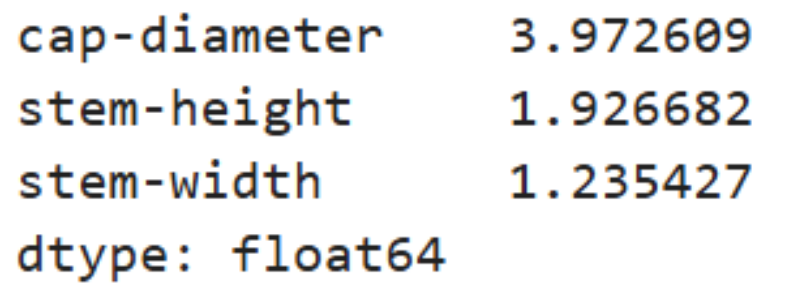 cap-diameter    3.972609
stem-height     1.926682
stem-width      1.235427
dtype: float64